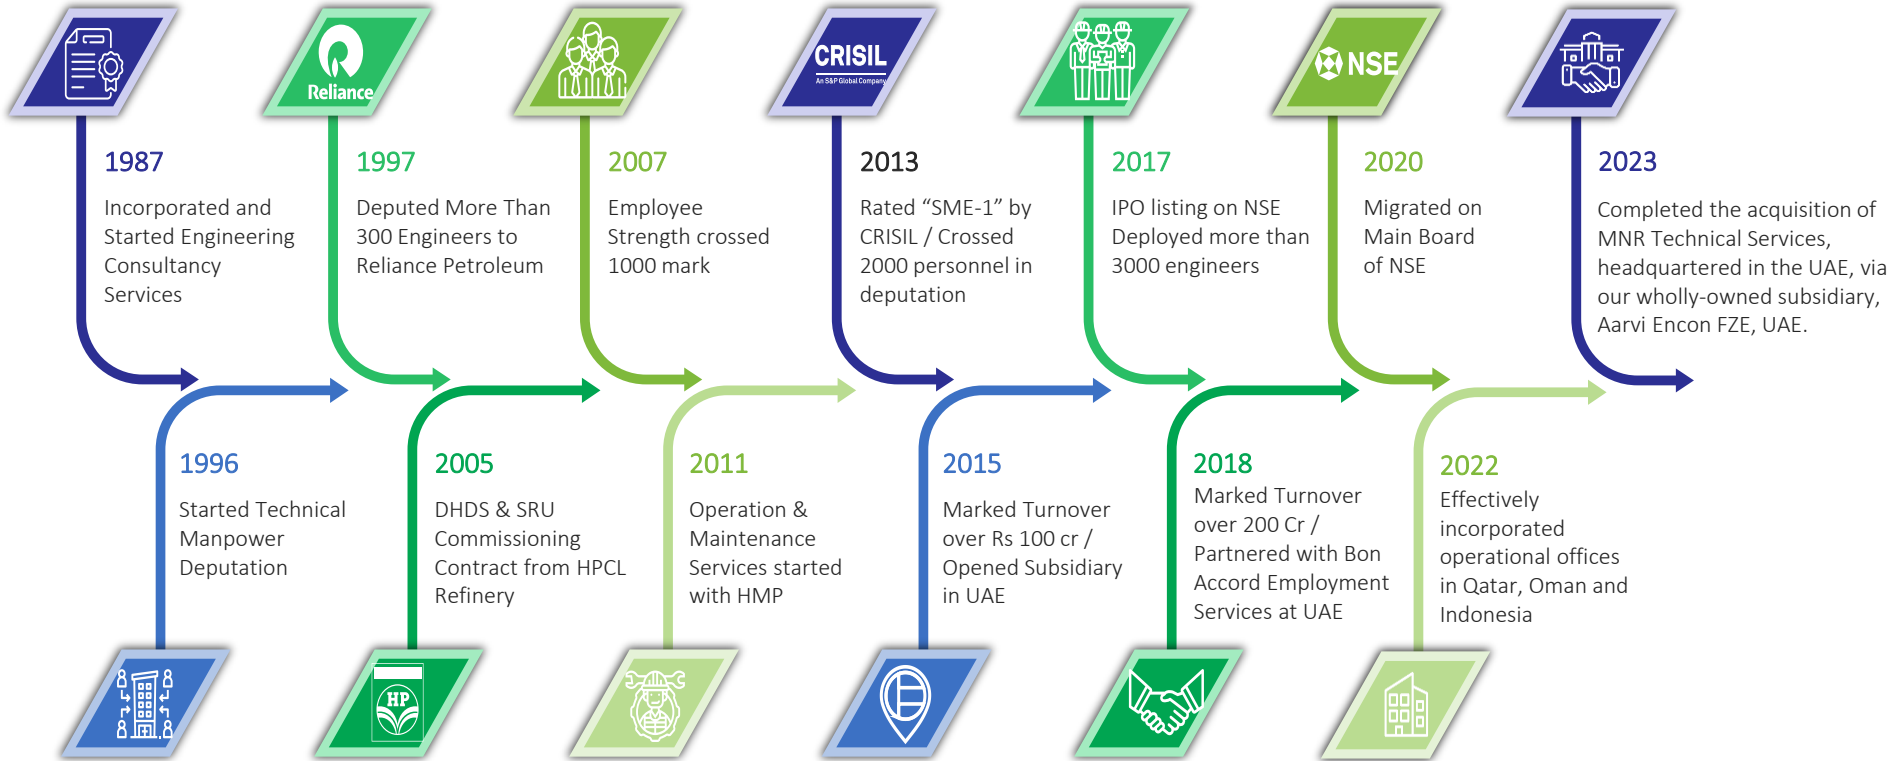 Reliance
CRISIL
An S&P Global Company
NSE
1987
Incorporated and
Started Engineering
Consultancy
Services
1997
Deputed More Than
300 Engineers to
Reliance Petroleum
2007
Employee
Strength crossed
1000 mark
2013
Rated “SME-1” by
CRISIL / Crossed
2000 personnel in
deputation
2017
IPO listing on NSE
Deployed more than
3000 engineers
2020
Migrated on
Main Board
of NSE
2023
Completed the acquisition of
MNR Technical Services,
headquartered in the UAE, via
our wholly-owned subsidiary,
Aarvi Encon FZE, UAE.
1996
Started Technical
Manpower
Deputation
2005
DHDS & SRU
Commissioning
Contract from HPCL
Refinery
2011
Operation &
Maintenance
Services started
with HMP
2015
Marked Turnover
over Rs 100 cr /
Opened Subsidiary
in UAE
2018
Marked Turnover
over 200 Cr /
Partnered with Bon
Accord Employment
Services at UAE
2022
Effectively
incorporated
operational offices
in Qatar, Oman and
Indonesia
HP